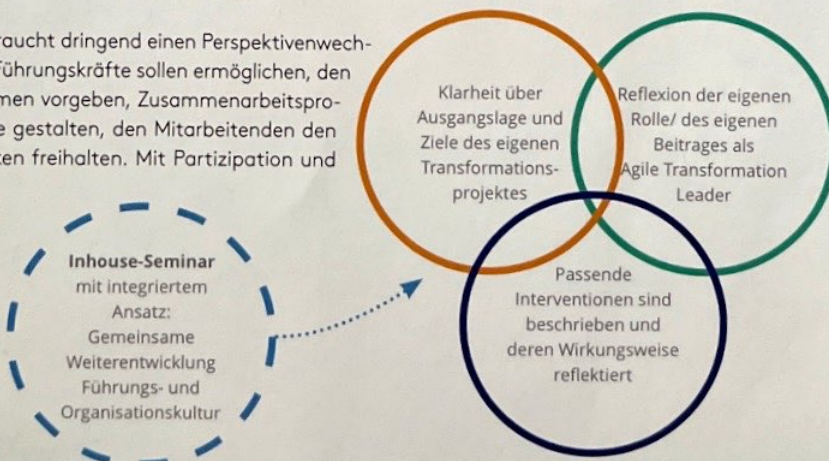 raucht dringend einen Perspektivenwech-
ührungskräfte sollen ermöglichen, den
men vorgeben, Zusammenarbeitspro-
e gestalten, den Mitarbeitenden den
ten freihalten. Mit Partizipation und
Klarheit über
Ausgangslage und
Ziele des eigenen
Transformations-
projektes
Reflexion der eigenen
Rolle/ des eigenen
Beitrages als
Agile Transformation
Leader
Inhouse-Seminar
mit integriertem
Ansatz:
Gemeinsame
Weiterentwicklung
Führungs- und
Organisationskultur
Passende
Interventionen sind
beschrieben und
deren Wirkungsweise
reflektiert